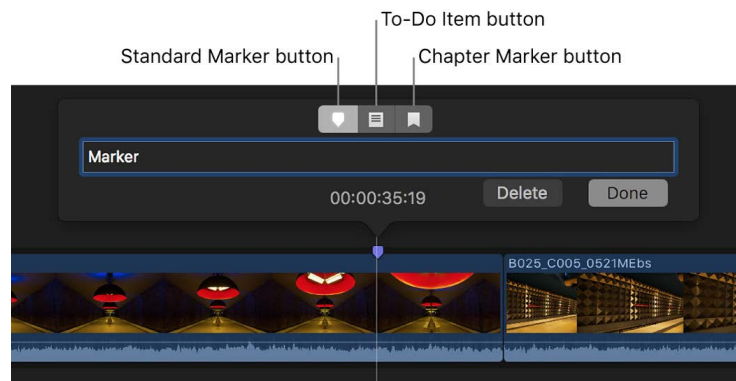 To-Do Item button
Standard Marker button
Chapter Marker button
Marker
00:00:35:19
Delete
Done
B025_C005_0521MEbs